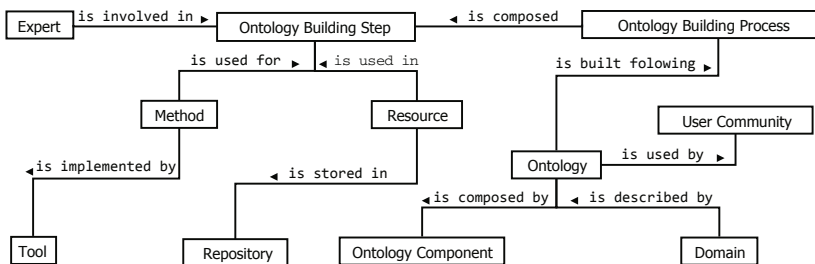 Expert
is involved in
Ontology Building Step
is composed
Ontology Building Process
is used for
is used in
is built folowing
Method
Resource
User Community
is implemented by
is stored in
Ontology
is used by
is composed by
is described by
Tool
Repository
Ontology Component
Domain